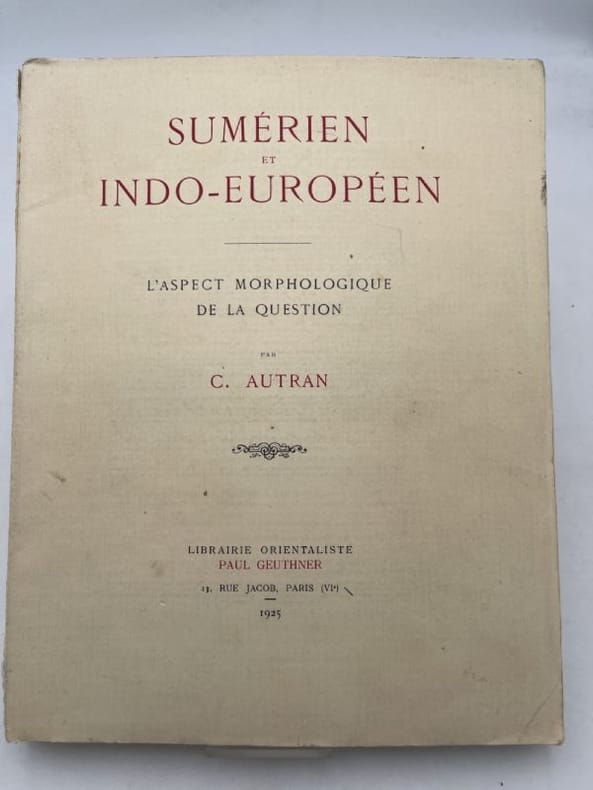 SUMÉRIEN
ET
INDO-EUROPÉEN
L'ASPECT MORPHOLOGIQUE
DE LA QUESTION
PAR
C. AUTRAN
LIBRAIRIE ORIENTALISTE
PAUL GEUTHNER
13, RUE JACOB, PARIS (VIᵉ)
1925